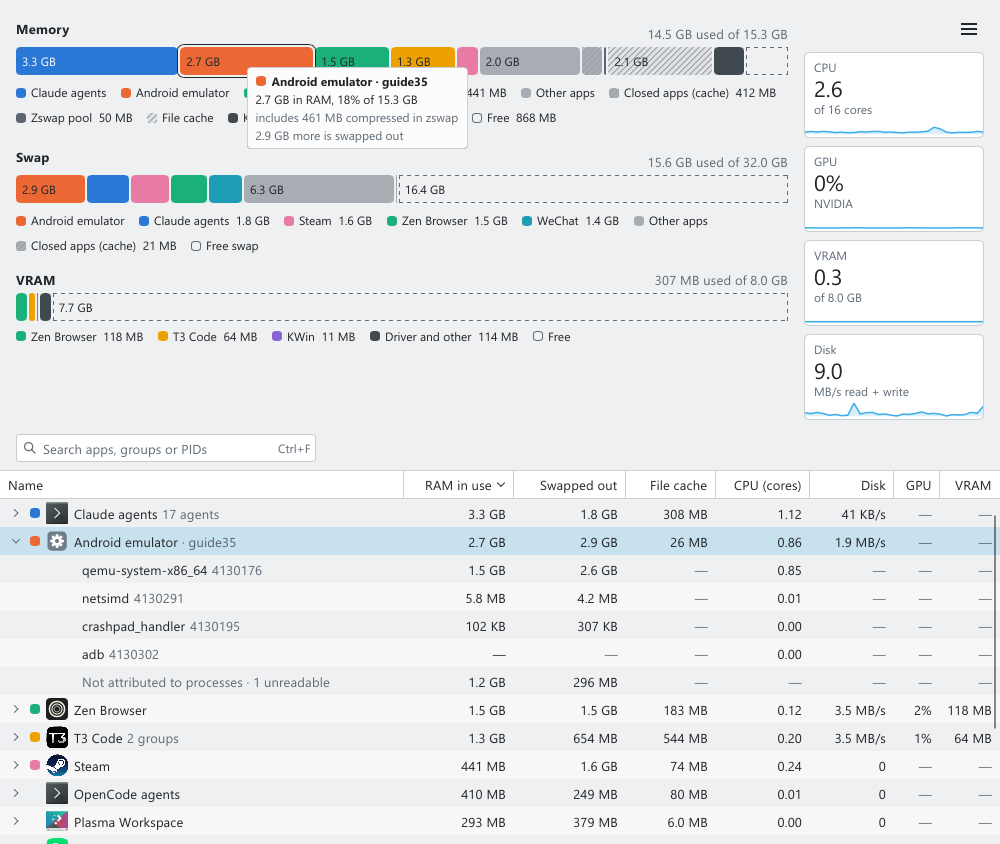 Memory
14.5 GB used of 15.3 GB
3.3 GB
2.7 GB
1.5 GB
1.3 GB
2.0 GB
2.1 GB
Claude agents
Android emulator
441 MB
Other apps
Closed apps (cache) 412 MB
Zswap pool 50 MB
File cache
Free 868 MB
Android emulator · guide35
2.7 GB in RAM, 18% of 15.3 GB
includes 461 MB compressed in zswap
2.9 GB more is swapped out
Swap
15.6 GB used of 32.0 GB
2.9 GB
6.3 GB
16.4 GB
Android emulator
Claude agents 1.8 GB
Steam 1.6 GB
Zen Browser 1.5 GB
WeChat 1.4 GB
Other apps
Closed apps (cache) 21 MB
Free swap
VRAM
307 MB used of 8.0 GB
7.7 GB
Zen Browser 118 MB
T3 Code 64 MB
KWin 11 MB
Driver and other 114 MB
Free
CPU
2.6
of 16 cores
GPU
0%
NVIDIA
VRAM
0.3
of 8.0 GB
Disk
9.0
MB/s read + write
Search apps, groups or PIDs Ctrl+F
Name RAM in use Swapped out File cache CPU (cores) Disk GPU VRAM
Claude agents 17 agents 3.3 GB 1.8 GB 308 MB 1.12 41 KB/s — —
Android emulator · guide35 2.7 GB 2.9 GB 26 MB 0.86 1.9 MB/s — —
qemu-system-x86_64 4130176 1.5 GB 2.6 GB — 0.85 — — —
netsimd 4130291 5.8 MB 4.2 MB — 0.01 — — —
crashpad_handler 4130195 102 KB 307 KB — 0.00 — — —
adb 4130302 — — — 0.00 — — —
Not attributed to processes · 1 unreadable 1.2 GB 296 MB — — — — —
Zen Browser 1.5 GB 1.5 GB 183 MB 0.12 3.5 MB/s 2% 118 MB
T3 T3 Code 2 groups 1.3 GB 654 MB 544 MB 0.20 3.5 MB/s 1% 64 MB
Steam 441 MB 1.6 GB 74 MB 0.24 0 — —
OpenCode agents 410 MB 249 MB 80 MB 0.01 0 — —
Plasma Workspace 293 MB 379 MB 6.0 MB 0.00 0 — —